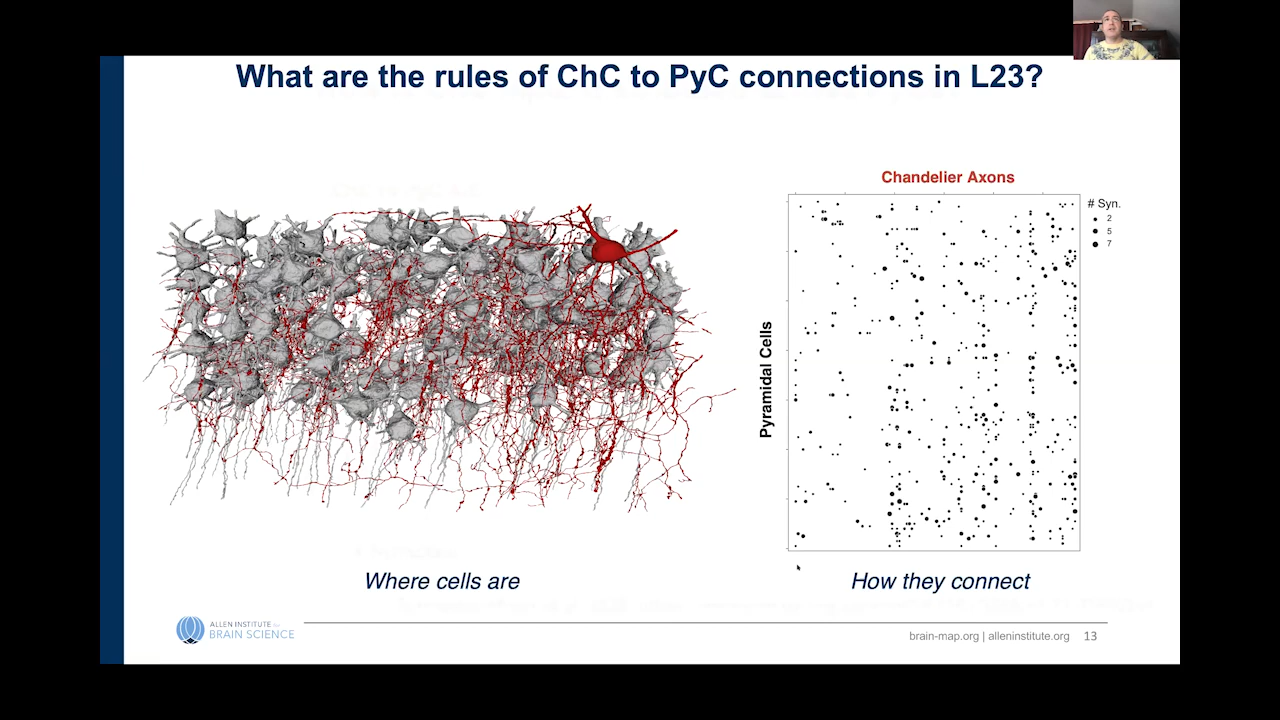 What are the rules of ChC to PyC connections in L23?
Chandelier Axons
# Syn.
2
5
7
Pyramidal Cells
Where cells are
How they connect
ALLEN INSTITUTE for
BRAIN SCIENCE
brain-map.org | alleninstitute.org
13